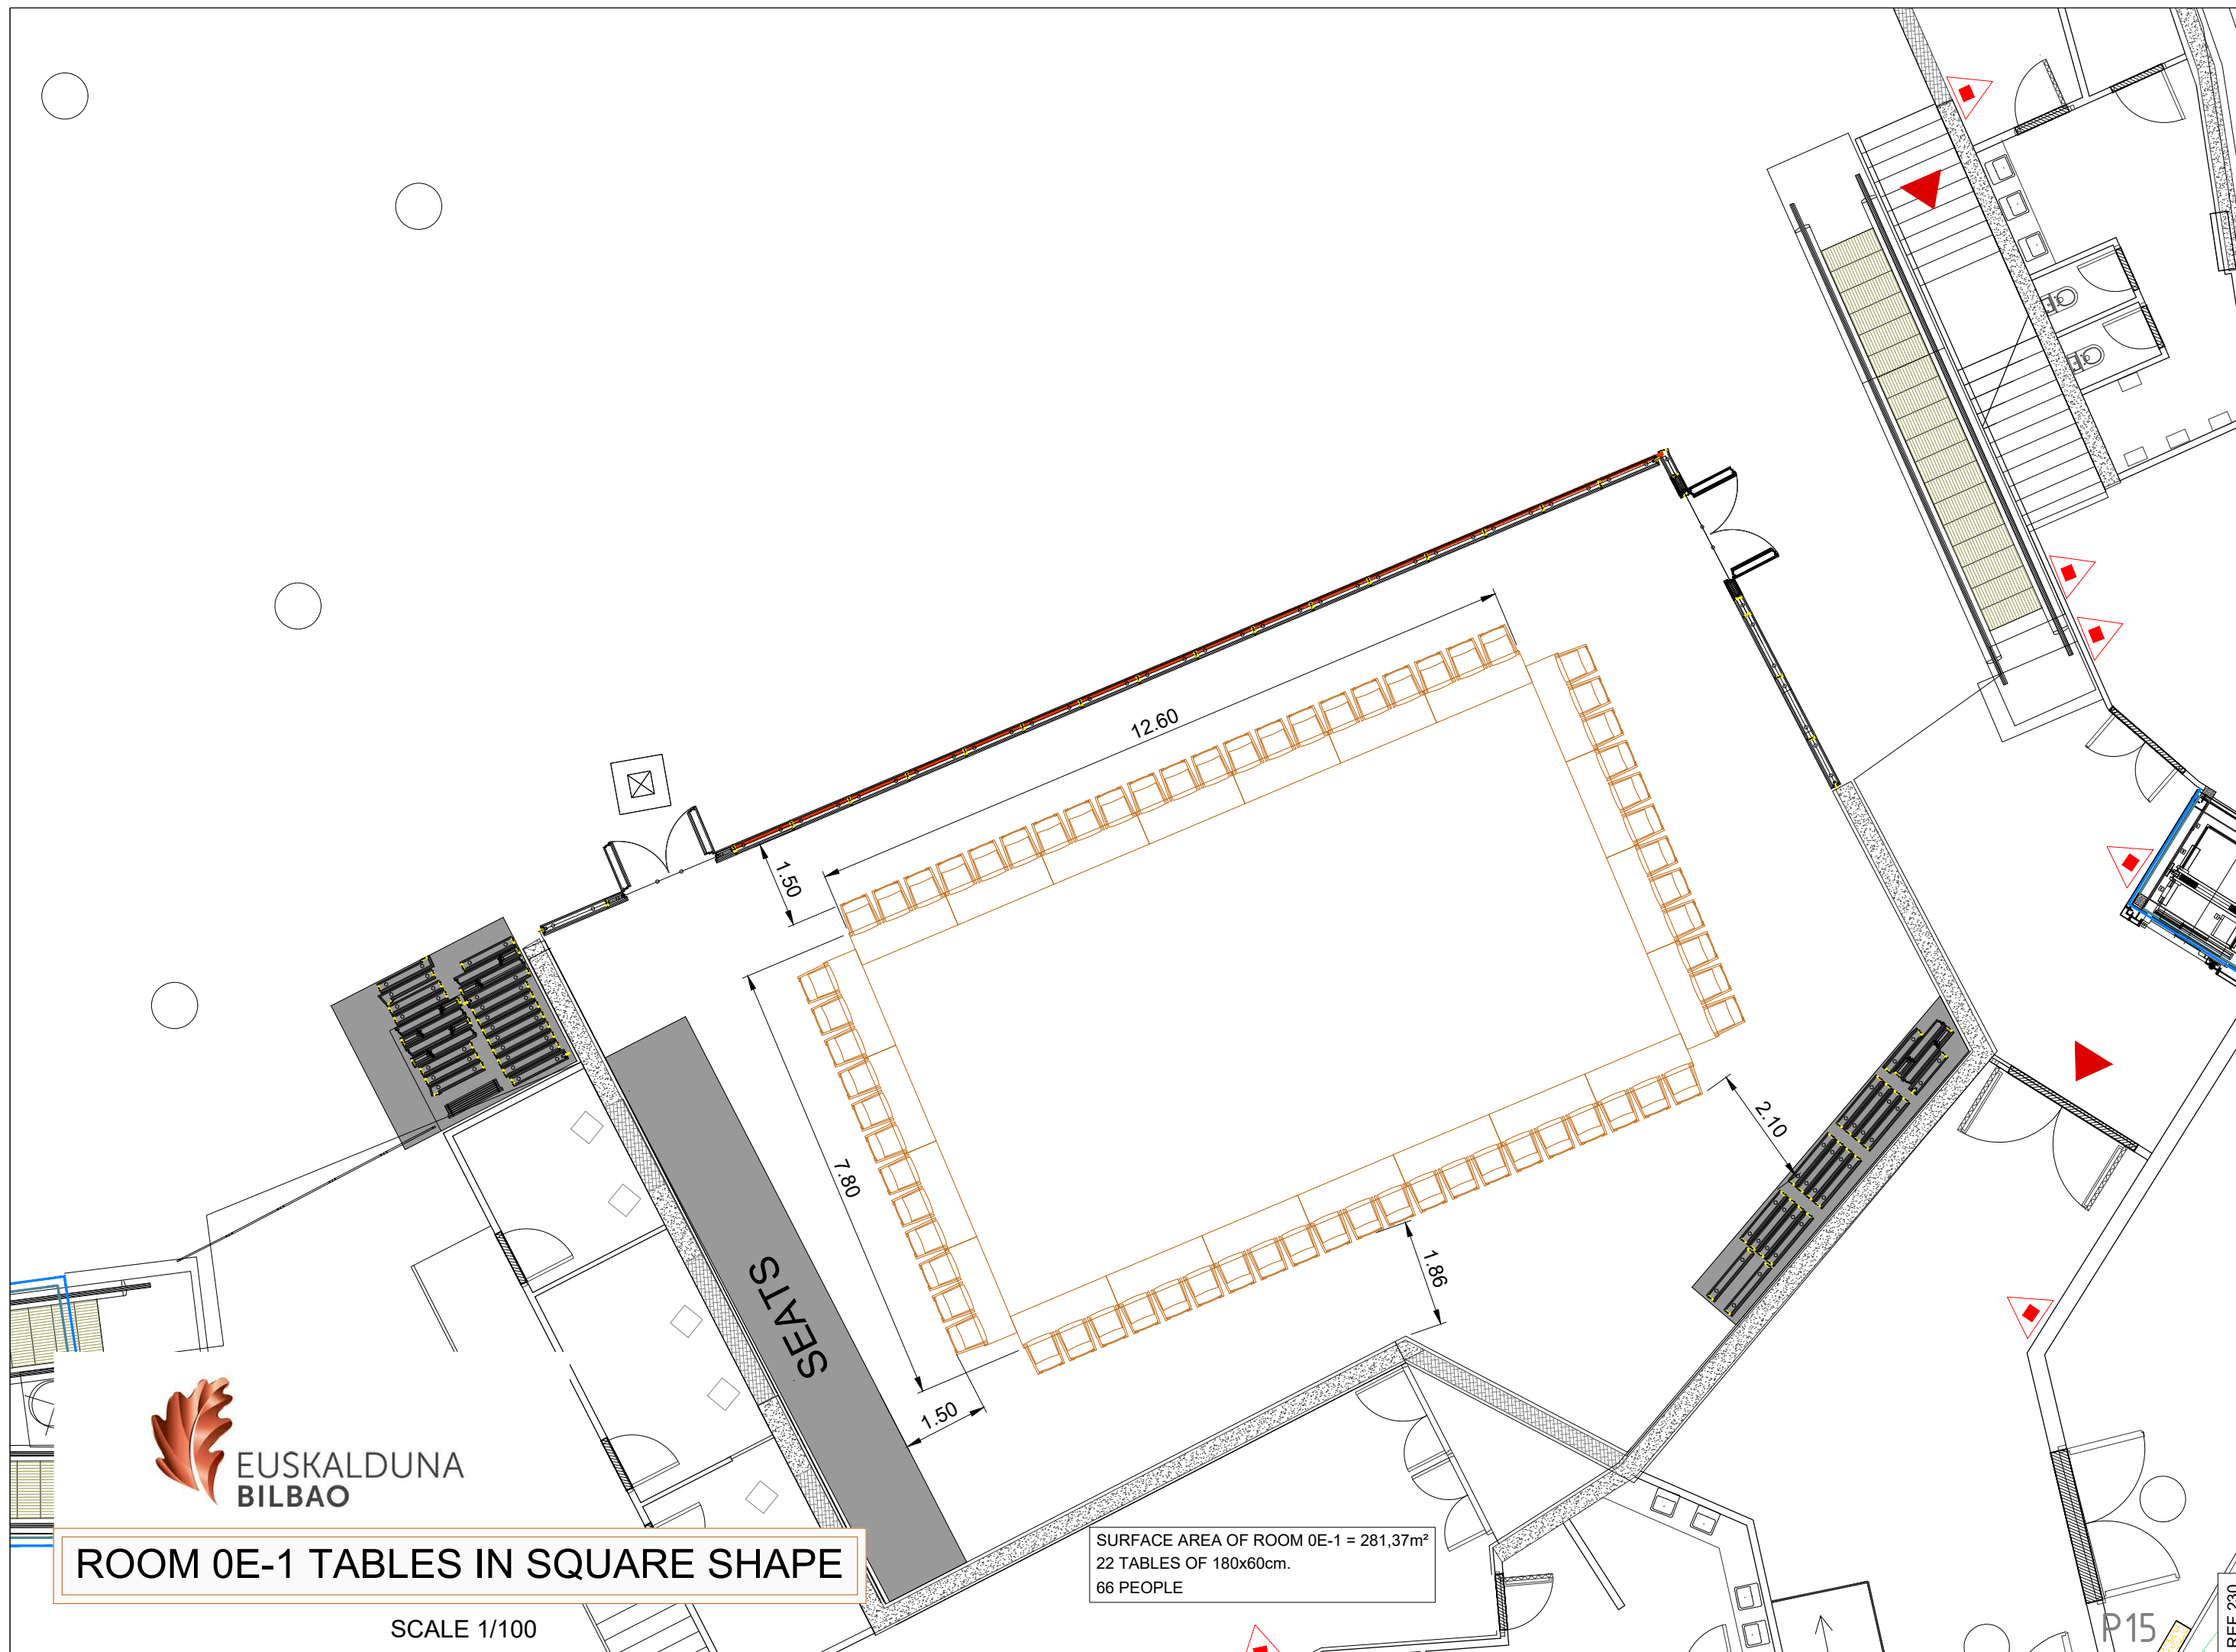 12.60
1.50
7.80
2.10
1.86
SEATS
1.50
EUSKALDUNA
BILBAO
ROOM 0E-1 TABLES IN SQUARE SHAPE
SCALE 1/100
SURFACE AREA OF ROOM 0E-1 = 281,37m²
22 TABLES OF 180x60cm.
66 PEOPLE
P15